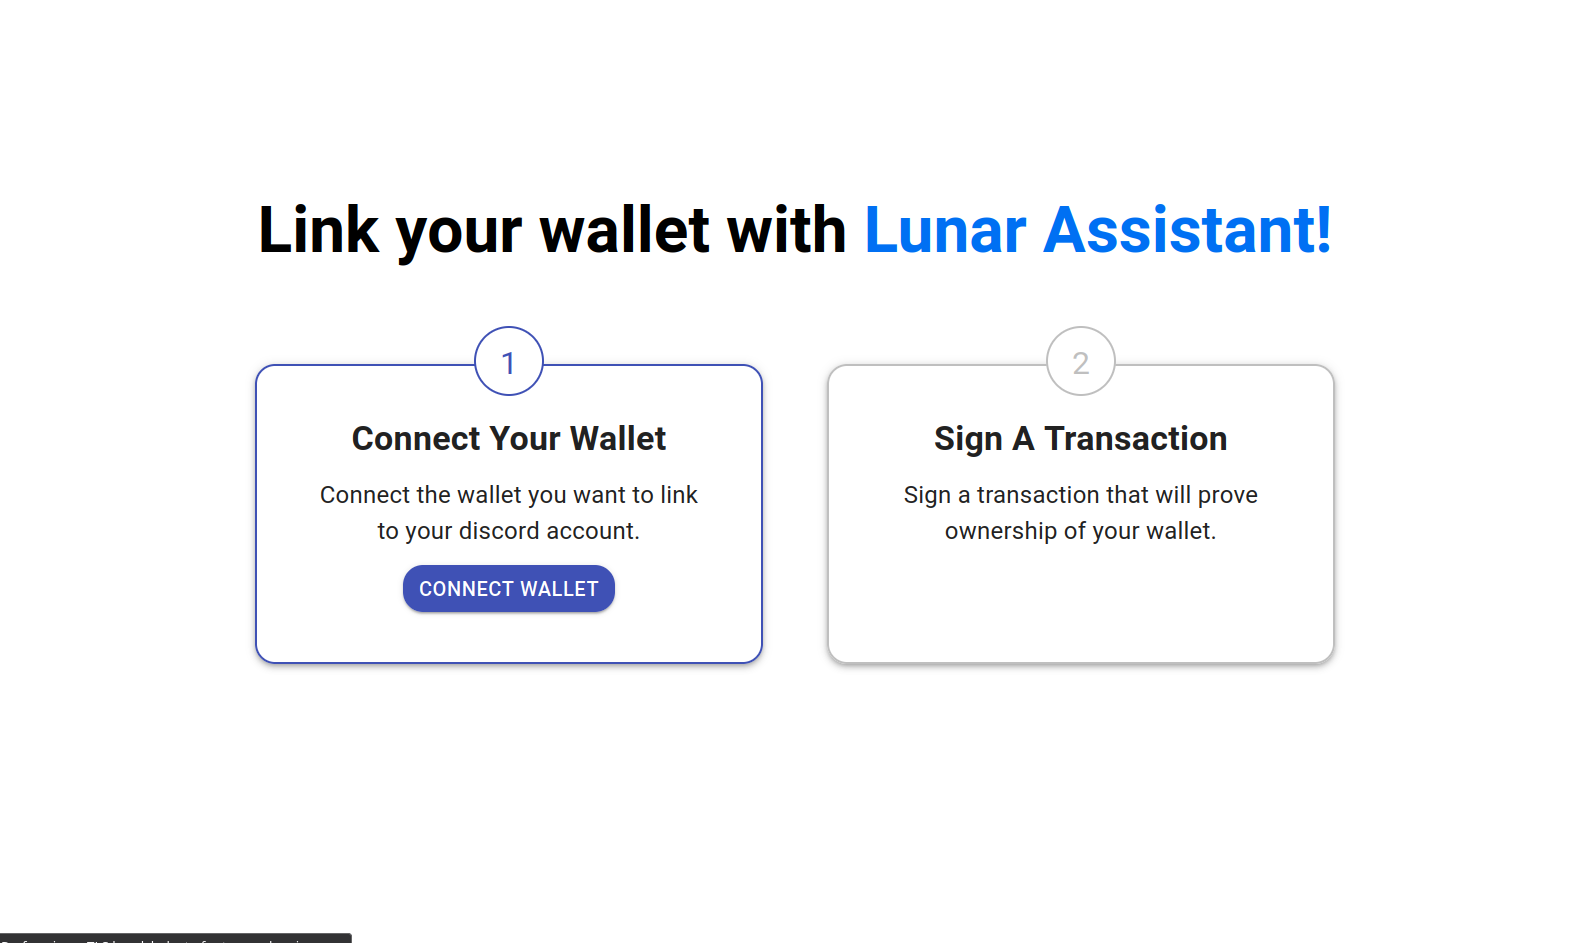 Link your wallet with Lunar Assistant!
1
Connect Your Wallet
Connect the wallet you want to link
to your discord account.
CONNECT WALLET
2
Sign A Transaction
Sign a transaction that will prove
ownership of your wallet.